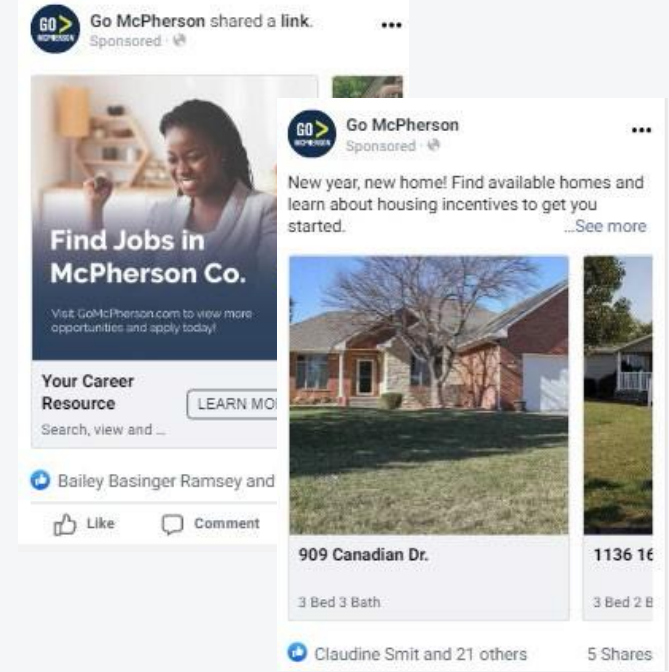 GO>
MCPHERSON
Go McPherson shared a link.
Sponsored ·
Find Jobs in
McPherson Co.
Visit GoMcPherson.com to view more
opportunities and apply today!
Your Career
Resource
LEARN MO
Search, view and ...
Bailey Basinger Ramsey and
Like
Comment
GO>
MCPHERSON
Go McPherson
Sponsored ·
New year, new home! Find available homes and
learn about housing incentives to get you
started.
...See more
909 Canadian Dr.
3 Bed 3 Bath
1136 16
3 Bed 2 B
Claudine Smit and 21 others
5 Shares